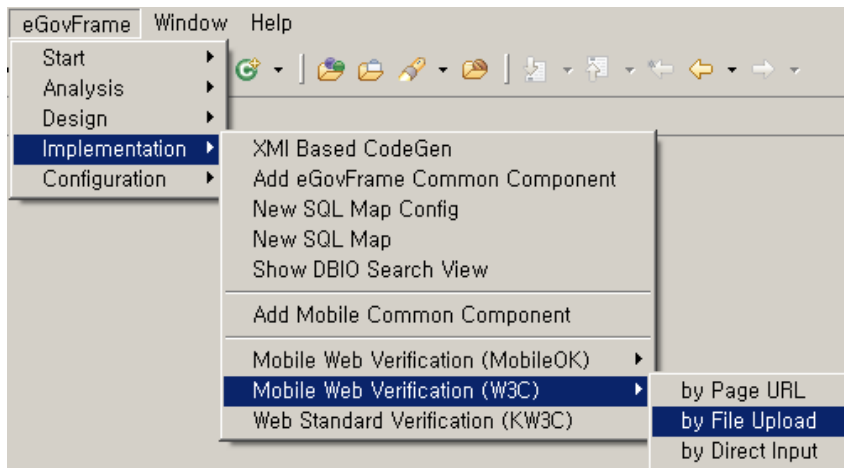 eGovFrame Window Help
Start
Analysis
Design
Implementation
Configuration
XMI Based CodeGen
Add eGovFrame Common Component
New SQL Map Config
New SQL Map
Show DBIO Search View
Add Mobile Common Component
Mobile Web Verification (MobileOK)
Mobile Web Verification (W3C)
Web Standard Verification (KW3C)
by Page URL
by File Upload
by Direct Input